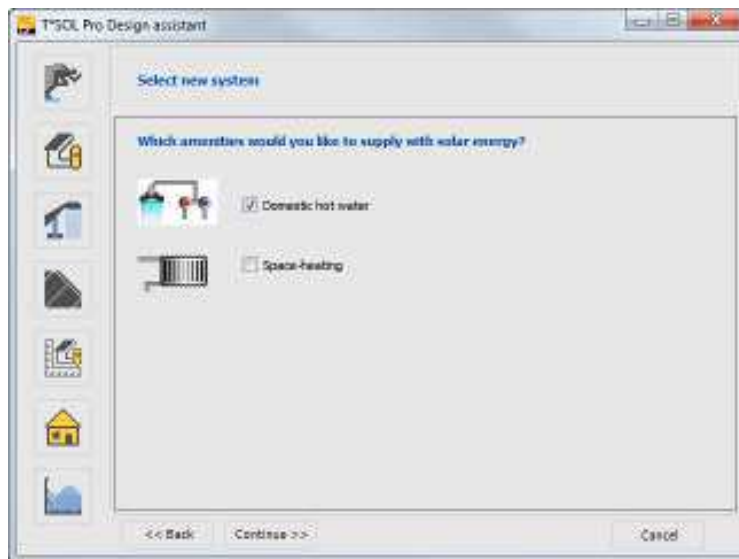 T*SOL Pro Design assistant
Select new system
Which amenities would you like to supply with solar energy?
Domestic hot water
Space-heating
<< Back
Continue >>
Cancel